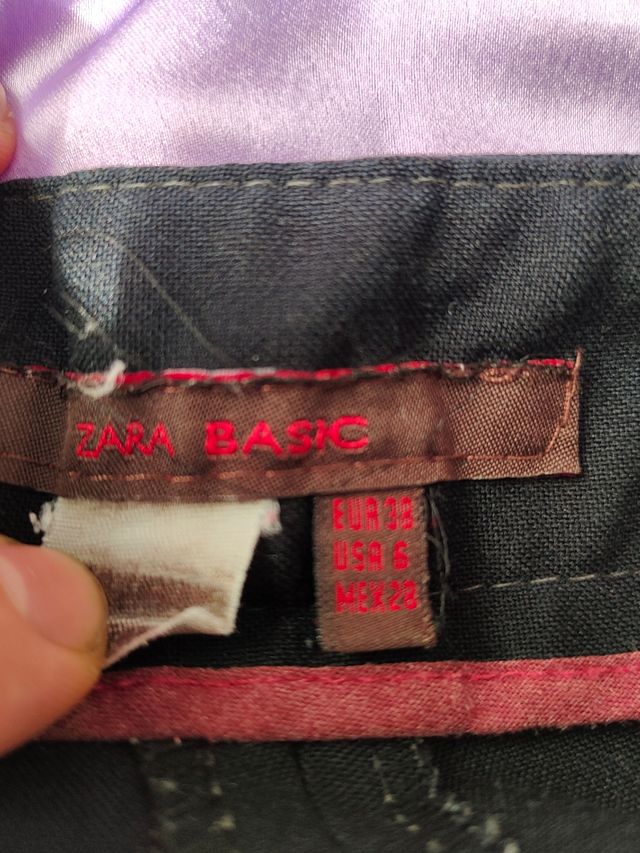 ZARA BASIC
EUR 38
USA 6
MEX 28